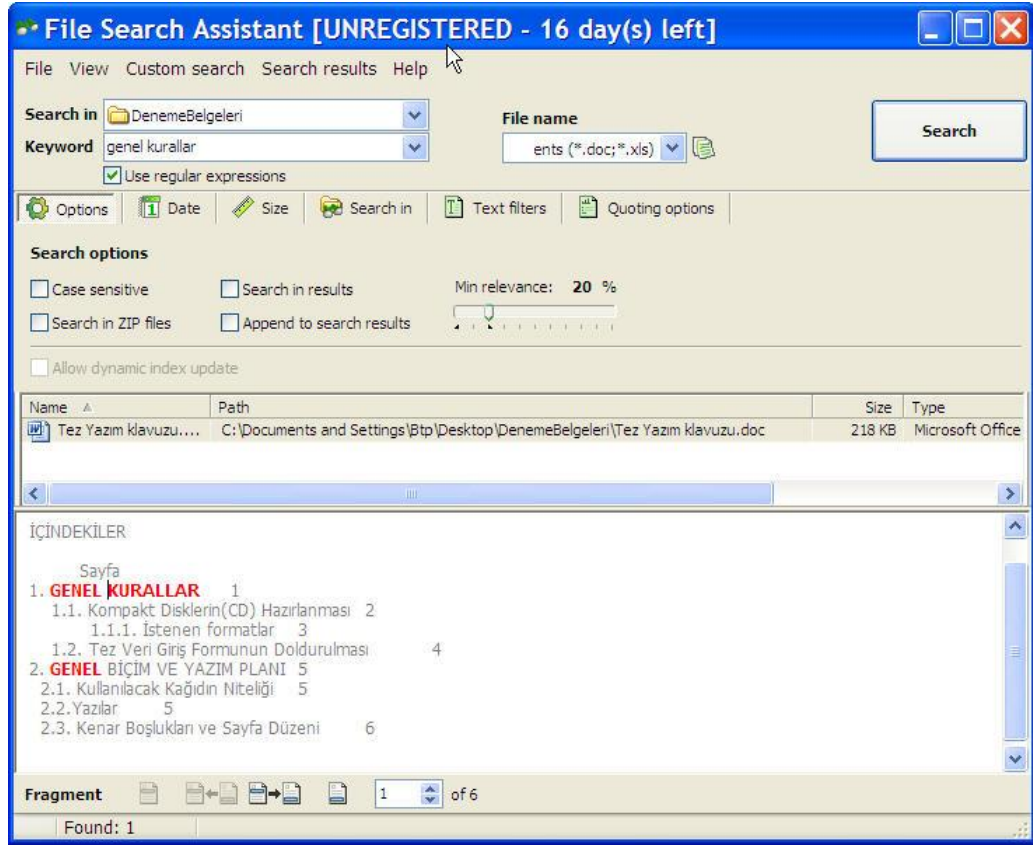 File Search Assistant [UNREGISTERED - 16 day(s) left]
File View Custom search Search results Help
Search in DenemeBelgeleri
File name
Search
Keyword genel kurallar
ents (*.doc;*.xls)
Use regular expressions
Options Date Size Search in Text filters Quoting options
Search options
Case sensitive Search in results Min relevance: 20 %
Search in ZIP files Append to search results
Allow dynamic index update
Name Path Size Type
Tez Yazım klavuzu.... C:\Documents and Settings\Btp\Desktop\DenemeBelgeleri\Tez Yazım klavuzu.doc 218 KB Microsoft Office
İÇİNDEKİLER
Sayfa
1. GENEL KURALLAR 1
1.1. Kompakt Disklerin(CD) Hazırlanması 2
1.1.1. İstenen formatlar 3
1.2. Tez Veri Giriş Formunun Doldurulması 4
2. GENEL BİÇİM VE YAZIM PLANI 5
2.1. Kullanılacak Kağıdın Niteliği 5
2.2.Yazılar 5
2.3. Kenar Boşlukları ve Sayfa Düzeni 6
Fragment 1 of 6
Found: 1